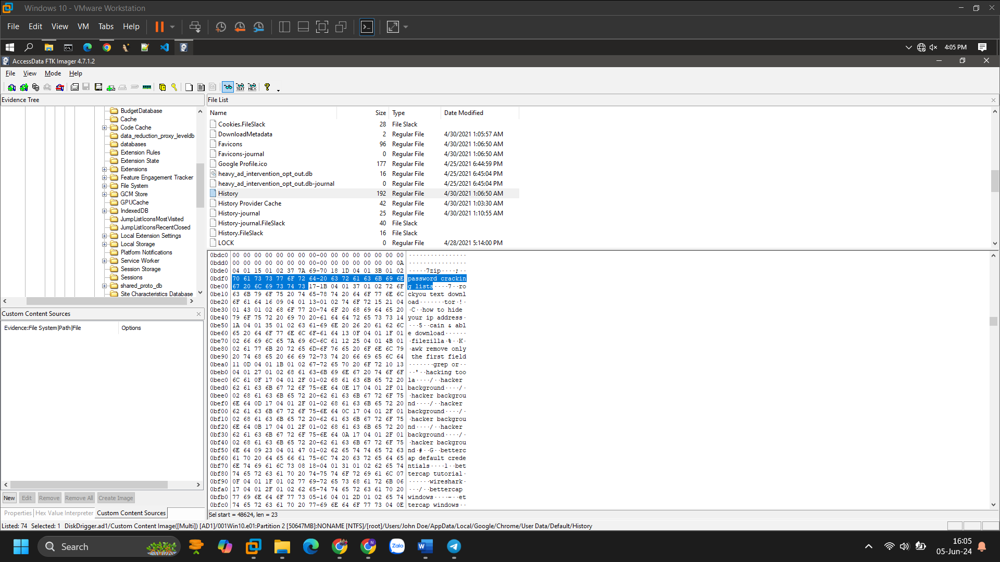 Windows 10 - VMware Workstation
File Edit View VM Tabs Help
4:05 PM
AccessData FTK Imager 4.7.1.2
File View Mode Help
Evidence Tree
BudgetDatabase
Cache
Code Cache
data_reduction_proxy_leveldb
databases
Extension Rules
Extension State
Extensions
Feature Engagement Tracker
File System
GCM Store
GPUCache
IndexedDB
JumpListIconsMostVisited
JumpListIconsRecentClosed
Local Extension Settings
Local Storage
Platform Notifications
Service Worker
Session Storage
Sessions
shared_proto_db
Site Characteristics Database
Custom Content Sources
Evidence:File System|Path|File Options
New Edit Remove Remove All Create Image
Properties Hex Value Interpreter Custom Content Sources
File List
Name Size Type Date Modified
Cookies.FileSlack 28 File Slack
DownloadMetadata 2 Regular File 4/30/2021 1:05:57 AM
Favicons 96 Regular File 4/30/2021 1:06:50 AM
Favicons-journal 0 Regular File 4/30/2021 1:06:50 AM
Google Profile.ico 177 Regular File 4/25/2021 6:44:59 PM
heavy_ad_intervention_opt_out.db 16 Regular File 4/25/2021 6:45:04 PM
heavy_ad_intervention_opt_out.db-journal 0 Regular File 4/25/2021 6:45:04 PM
History 192 Regular File 4/30/2021 1:06:50 AM
History Provider Cache 42 Regular File 4/30/2021 1:03:30 AM
History-journal 25 Regular File 4/30/2021 1:10:55 AM
History-journal.FileSlack 40 File Slack
History.FileSlack 16 File Slack
LOCK 0 Regular File 4/28/2021 5:14:00 PM
0bdc0 00 00 00 00 00 00 00 00-00 00 00 00 00 00 00 00 ················
0bdd0 00 00 00 00 00 00 00 00-00 00 00 00 00 00 00 0A ················
0bde0 04 01 15 01 02 37 7A 69-70 18 1D 04 01 3B 01 02 ·····7zip····;··
0bdf0 70 61 73 73 77 6F 72 64-20 63 72 61 63 6B 69 6E password crackin
0be00 67 20 6C 69 73 74 73 17-1B 04 01 37 01 02 72 6F g lists····7··ro
0be10 63 6B 79 6F 75 20 74 65-78 74 20 64 6F 77 6E 6C ckyou text downl
0be20 6F 61 64 16 09 04 01 13-01 02 74 6F 72 15 21 04 oad·······tor·!·
0be30 01 43 01 02 68 6F 77 20-74 6F 20 68 69 64 65 20 ·C··how to hide
0be40 79 6F 75 72 20 69 70 20-61 64 64 72 65 73 73 14 your ip address·
0be50 1A 04 01 35 01 02 63 61-69 6E 20 26 20 61 62 6C ···5··cain & abl
0be60 65 20 64 6F 77 6E 6C 6F-61 64 13 0F 04 01 1F 01 e download······
0be70 02 66 69 6C 65 7A 69 6C-6C 61 12 25 04 01 4B 01 ·filezilla·%··K·
0be80 02 61 77 6B 20 72 65 6D-6F 76 65 20 6F 6E 6C 79 ·awk remove only
0be90 20 74 68 65 20 66 69 72-73 74 20 66 69 65 6C 64 the first field
0bea0 11 0D 04 01 1B 01 02 67-72 65 70 20 6F 72 10 13 ·······grep or··
0beb0 04 01 27 01 02 68 61 63-6B 69 6E 67 20 74 6F 6F ··'··hacking too
0bec0 6C 61 0F 17 04 01 2F 01-02 68 61 63 6B 65 72 20 la····/··hacker
0bed0 62 61 63 6B 67 72 6F 75-6E 64 0E 17 04 01 2F 01 background····/·
0bee0 02 68 61 63 6B 65 72 20-62 61 63 6B 67 72 6F 75 ·hacker backgrou
0bef0 6E 64 0D 17 04 01 2F 01-02 68 61 63 6B 65 72 20 nd····/··hacker
0bf00 62 61 63 6B 67 72 6F 75-6E 64 0C 17 04 01 2F 01 background····/·
0bf10 02 68 61 63 6B 65 72 20-62 61 63 6B 67 72 6F 75 ·hacker backgrou
0bf20 6E 64 0B 17 04 01 2F 01-02 68 61 63 6B 65 72 20 nd····/··hacker
0bf30 62 61 63 6B 67 72 6F 75-6E 64 0A 17 04 01 2F 01 background····/·
0bf40 02 68 61 63 6B 65 72 20-62 61 63 6B 67 72 6F 75 ·hacker backgrou
0bf50 6E 64 09 23 04 01 47 01-02 62 65 74 74 65 72 63 nd·#··G··betterc
0bf60 61 70 20 64 65 66 61 75-6C 74 20 63 72 65 64 65 ap default crede
0bf70 6E 74 69 61 6C 73 08 18-04 01 31 01 02 62 65 74 ntials····1··bet
0bf80 74 65 72 63 61 70 20 74-75 74 6F 72 69 61 6C 07 tercap tutorial·
0bf90 0F 04 01 1F 01 02 77 69-72 65 73 68 61 72 6B 06 ······wireshark·
0bfa0 17 04 01 2F 01 02 62 65-74 74 65 72 63 61 70 20 ···/··bettercap
0bfb0 77 69 6E 64 6F 77 73 05-16 04 01 2D 01 02 65 74 windows····-··et
0bfc0 74 65 72 63 61 70 20 77-69 6E 64 6F 77 73 04 0E tercap windows··
Sel start = 48624, len = 23
Listed: 74 Selected: 1 DiskDrigger.ad1/Custom Content Image([Multi]) [AD1]/001Win10.e01:Partition 2 [50647MB]:NONAME [NTFS]/[root]/Users/John Doe/AppData/Local/Google/Chrome/User Data/Default/History
Search
Zalo
16:05
05-Jun-24